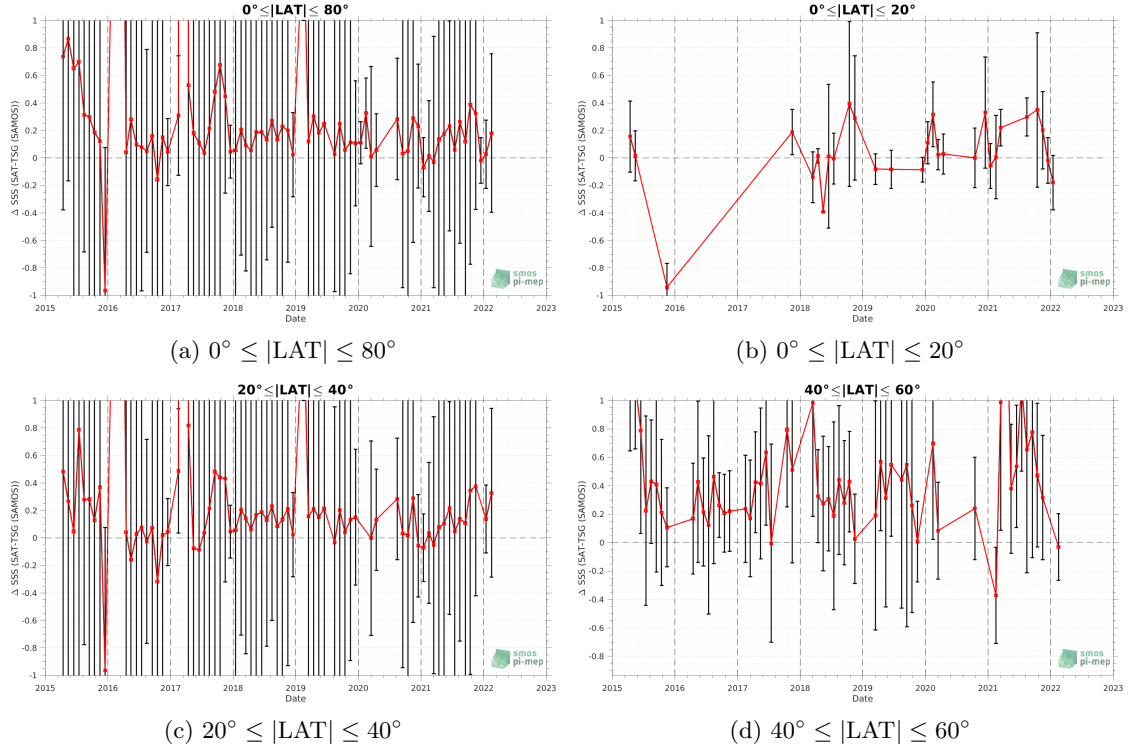 0°≤|LAT|≤ 80°
Δ SSS (SAT-TSG (SAMOS))
1
0.8
0.6
0.4
0.2
0
-0.2
-0.4
-0.6
-0.8
-1
2015 2016 2017 2018 2019 2020 2021 2022 2023
Date
smos
pi-mep
(a) 0° ≤ |LAT| ≤ 80°
0°≤|LAT|≤ 20°
Δ SSS (SAT-TSG (SAMOS))
1
0.8
0.6
0.4
0.2
0
-0.2
-0.4
-0.6
-0.8
-1
2015 2016 2017 2018 2019 2020 2021 2022 2023
Date
smos
pi-mep
(b) 0° ≤ |LAT| ≤ 20°
20°≤|LAT|≤ 40°
Δ SSS (SAT-TSG (SAMOS))
1
0.8
0.6
0.4
0.2
0
-0.2
-0.4
-0.6
-0.8
-1
2015 2016 2017 2018 2019 2020 2021 2022 2023
Date
smos
pi-mep
(c) 20° ≤ |LAT| ≤ 40°
40°≤|LAT|≤ 60°
Δ SSS (SAT-TSG (SAMOS))
1
0.8
0.6
0.4
0.2
0
-0.2
-0.4
-0.6
-0.8
2015 2016 2017 2018 2019 2020 2021 2022 2023
Date
smos
pi-mep
(d) 40° ≤ |LAT| ≤ 60°